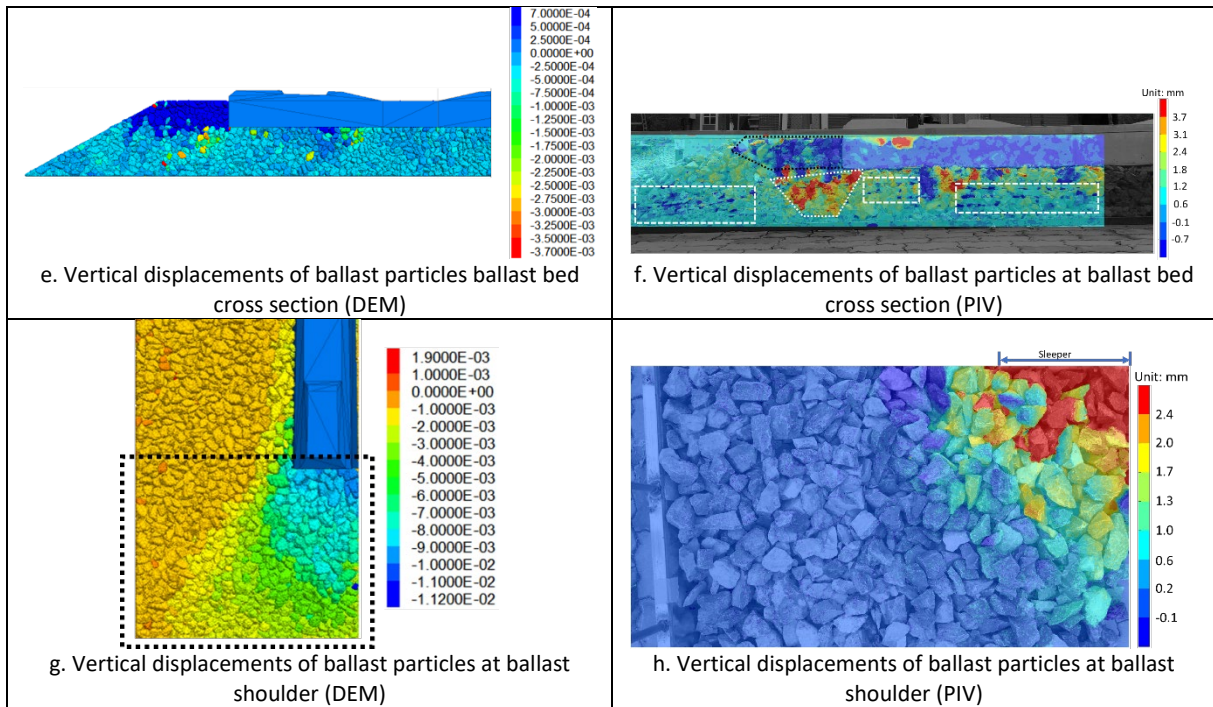 7.0000E-04
5.0000E-04
2.5000E-04
0.0000E+00
-2.5000E-04
-5.0000E-04
-7.5000E-04
-1.0000E-03
-1.2500E-03
-1.5000E-03
-1.7500E-03
-2.0000E-03
-2.2500E-03
-2.5000E-03
-2.7500E-03
-3.0000E-03
-3.2500E-03
-3.5000E-03
-3.7000E-03
e. Vertical displacements of ballast particles ballast bed
cross section (DEM)
Unit: mm
3.7
3.1
2.4
1.8
1.2
0.6
-0.1
-0.7
f. Vertical displacements of ballast particles at ballast bed
cross section (PIV)
1.9000E-03
1.0000E-03
0.0000E+00
-1.0000E-03
-2.0000E-03
-3.0000E-03
-4.0000E-03
-5.0000E-03
-6.0000E-03
-7.0000E-03
-8.0000E-03
-9.0000E-03
-1.0000E-02
-1.1000E-02
-1.1200E-02
g. Vertical displacements of ballast particles at ballast
shoulder (DEM)
Sleeper
Unit: mm
2.4
2.0
1.7
1.3
1.0
0.6
0.2
-0.1
h. Vertical displacements of ballast particles at ballast
shoulder (PIV)